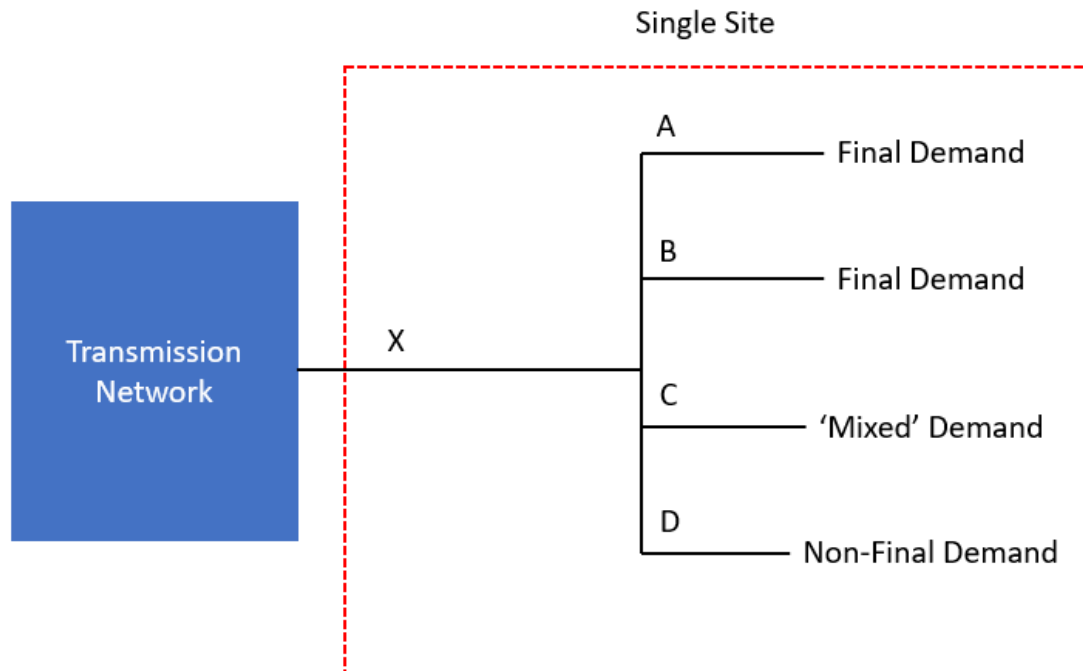 Single Site
A
Final Demand
B
Final Demand
X
Transmission
Network
C
‘Mixed’ Demand
D
Non-Final Demand